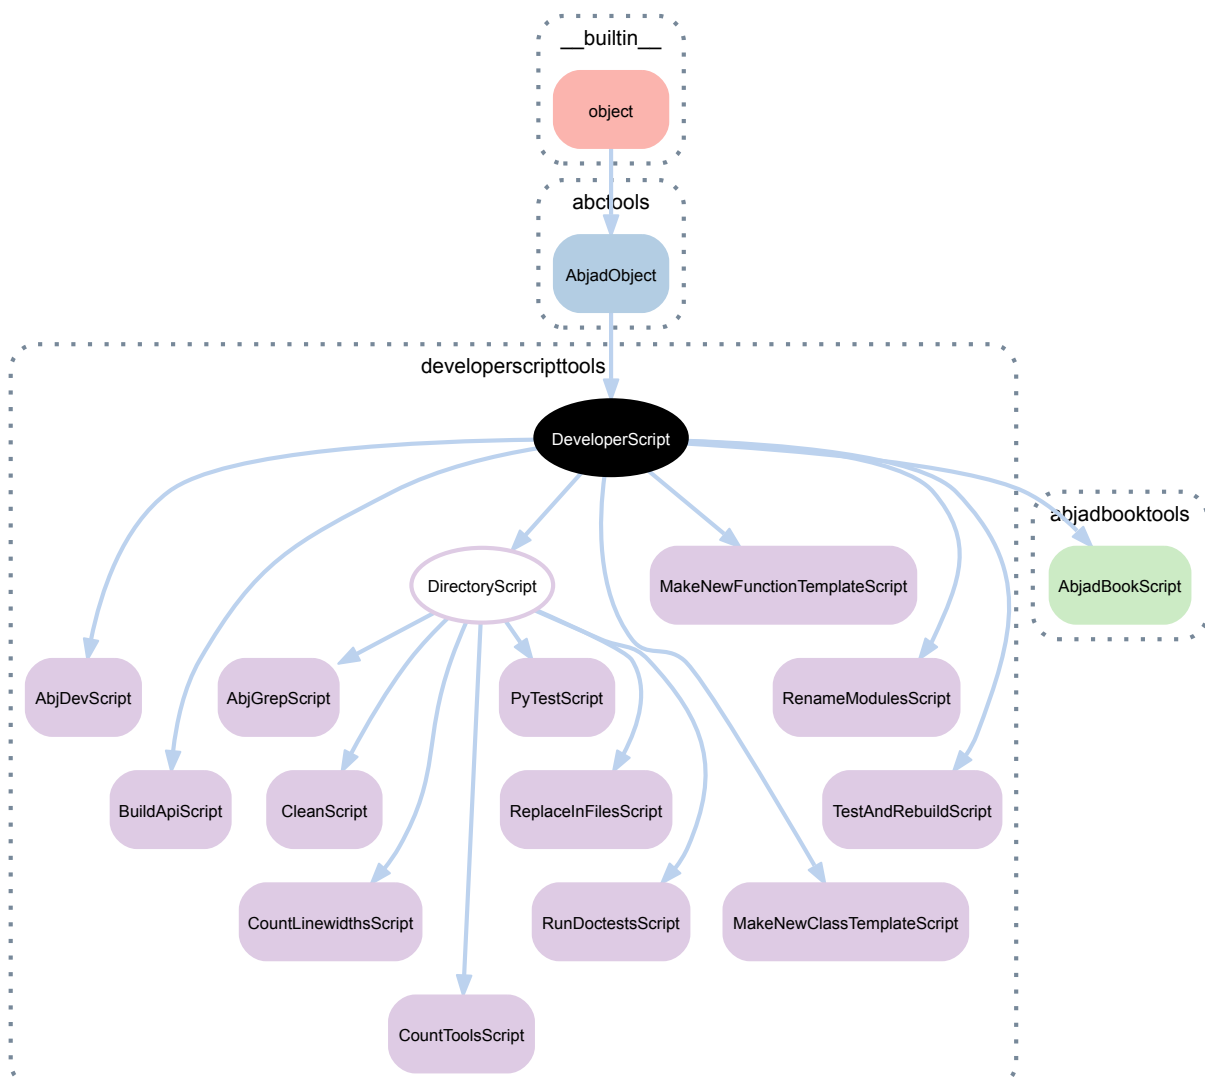 __builtin__
object
abctools
AbjadObject
developerscripttools
DeveloperScript
abjadbooktools
DirectoryScript
MakeNewFunctionTemplateScript
AbjadBookScript
AbjDevScript
AbjGrepScript
PyTestScript
RenameModulesScript
BuildApiScript
CleanScript
ReplaceInFilesScript
TestAndRebuildScript
CountLinewidthsScript
RunDoctestsScript
MakeNewClassTemplateScript
CountToolsScript